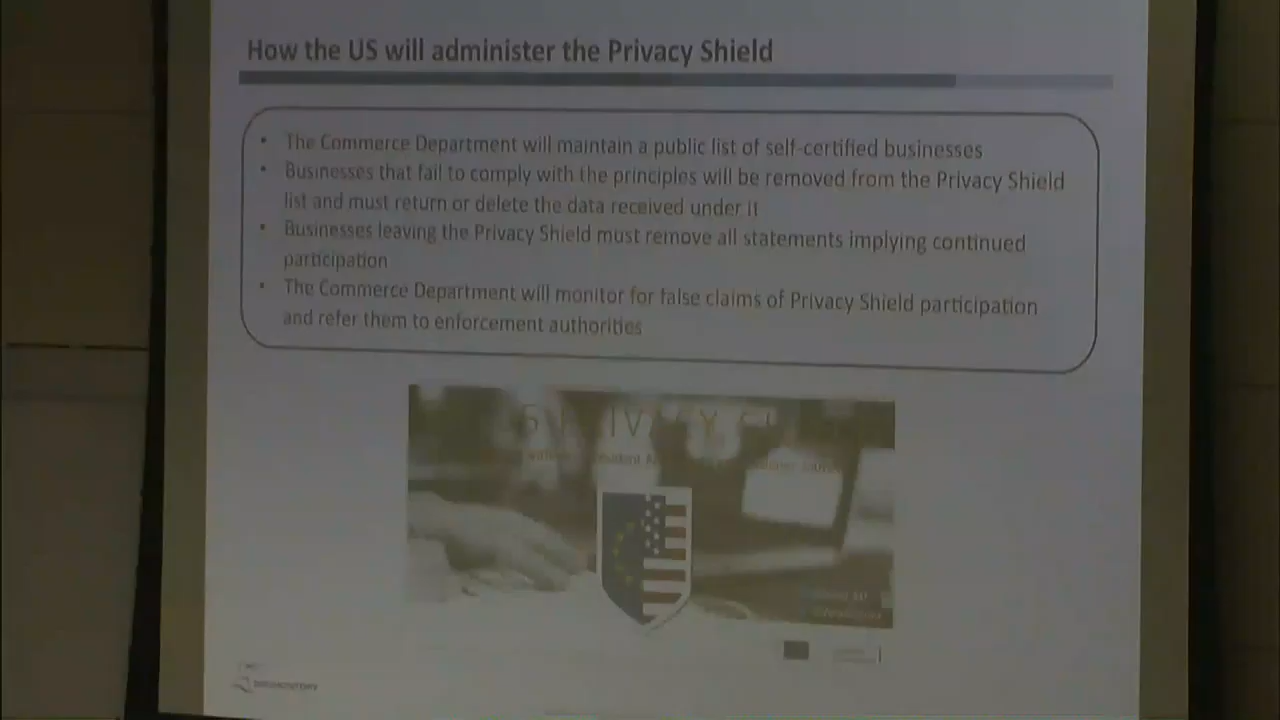 How the US will administer the Privacy Shield
• The Commerce Department will maintain a public list of self-certified businesses
• Businesses that fail to comply with the principles will be removed from the Privacy Shield
list and must return or delete the data received under it
• Businesses leaving the Privacy Shield must remove all statements implying continued
participation
• The Commerce Department will monitor for false claims of Privacy Shield participation
and refer them to enforcement authorities